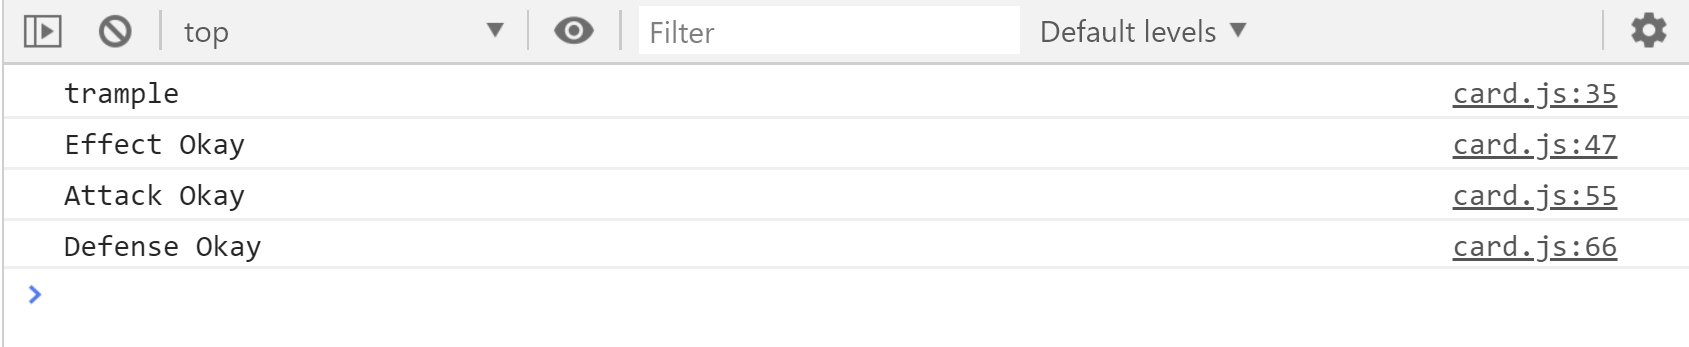 top Filter Default levels
trample card.js:35
Effect Okay card.js:47
Attack Okay card.js:55
Defense Okay card.js:66